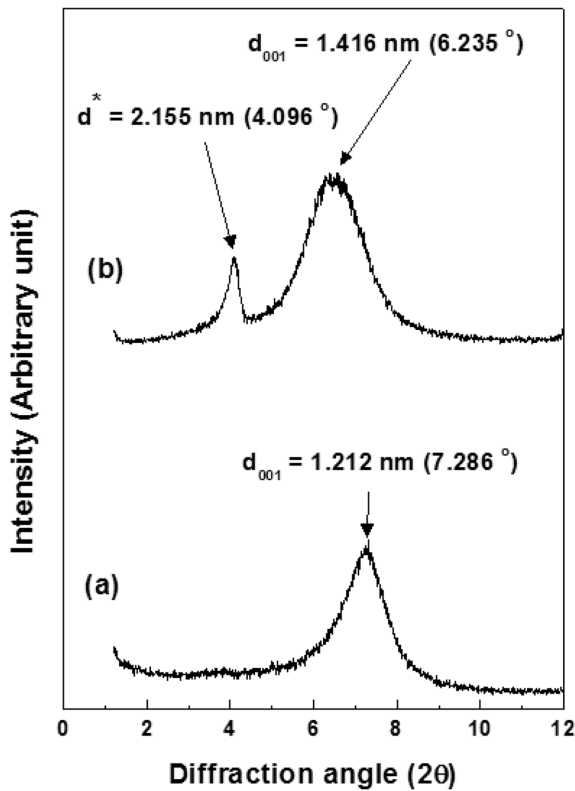 d001 = 1.416 nm (6.235 °)
d* = 2.155 nm (4.096 °)
(b)
d001 = 1.212 nm (7.286 °)
(a)
Intensity (Arbitrary unit)
0 2 4 6 8 10 12
Diffraction angle (2θ)